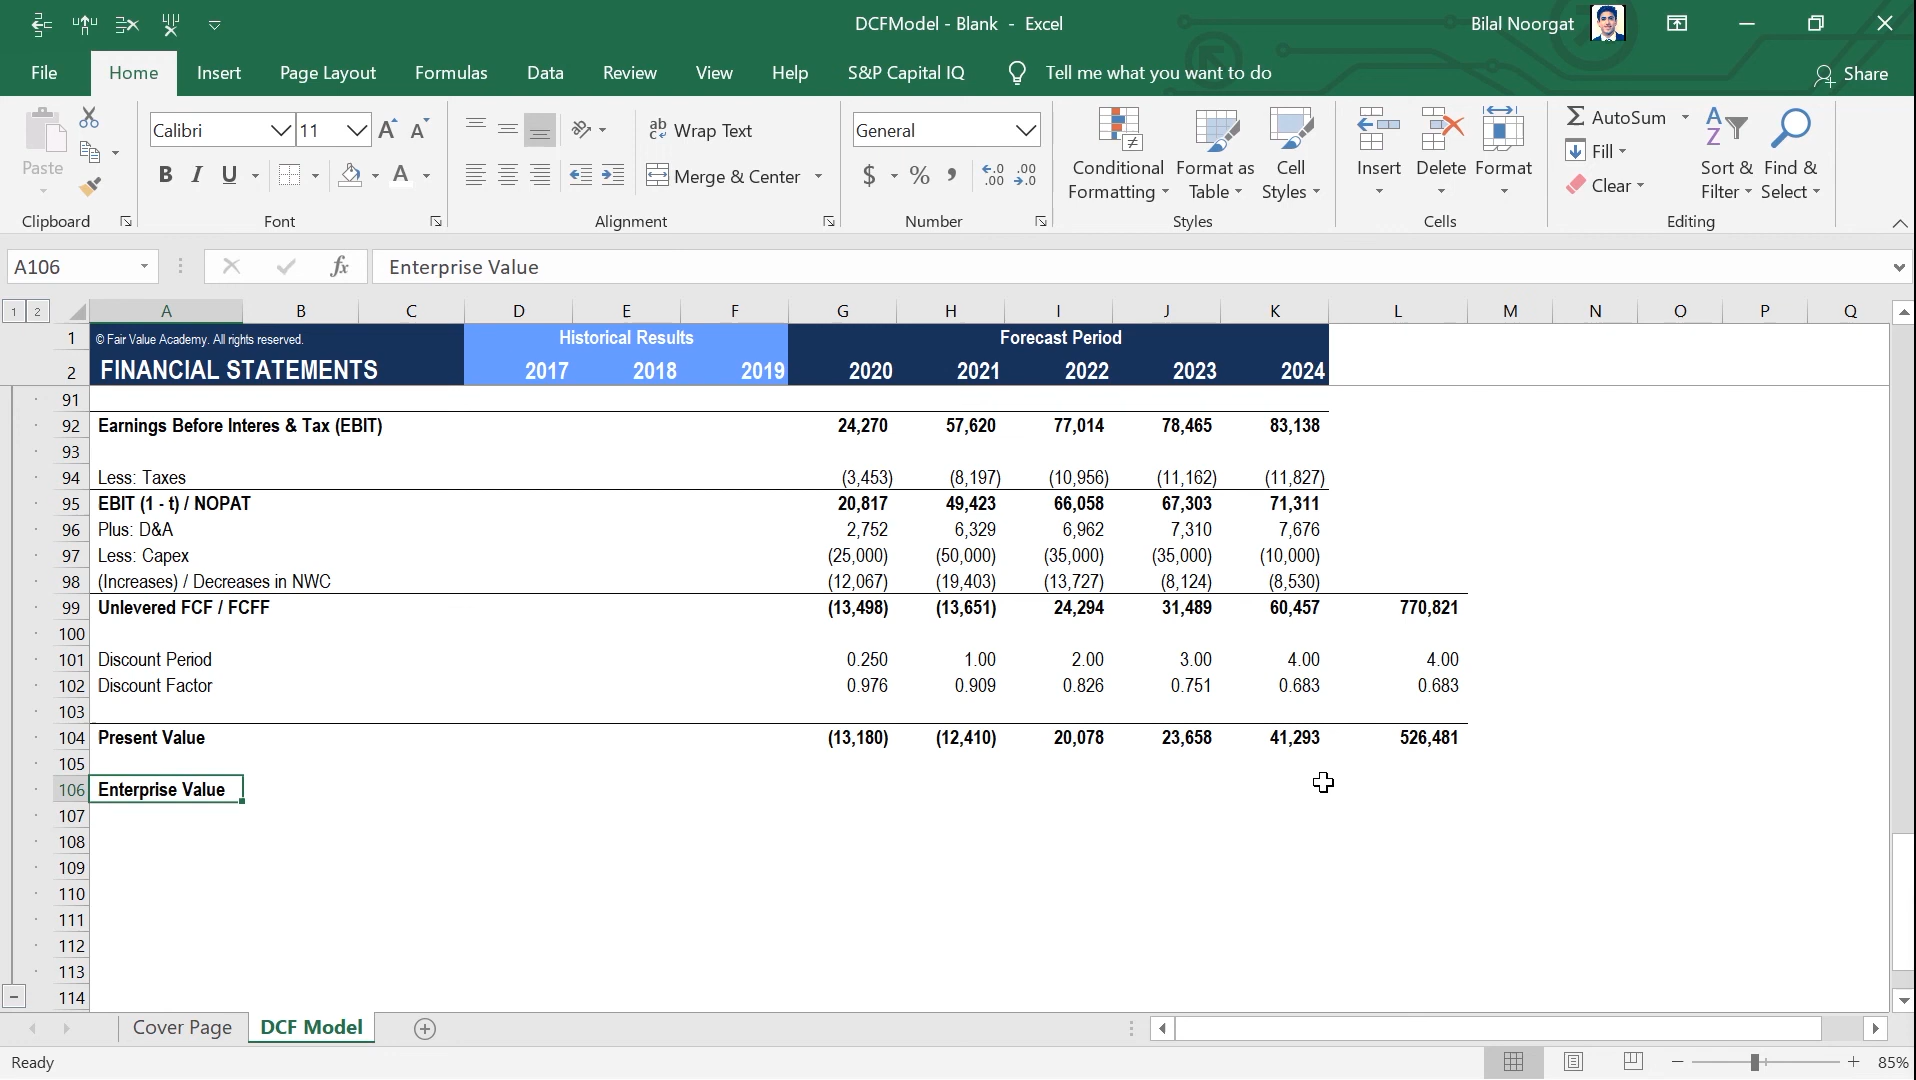 DCFModel - Blank - Excel
Bilal Noorgat
File Home Insert Page Layout Formulas Data Review View Help S&P Capital IQ Tell me what you want to do Share
Paste
Calibri 11
Wrap Text
General
B I U
Merge & Center
$ % ,
Conditional Formatting
Format as Table
Cell Styles
Insert Delete Format
AutoSum
Fill
Clear
Sort & Filter
Find & Select
Clipboard Font Alignment Number Styles Cells Editing
A106 fx Enterprise Value
1 2 A B C D E F G H I J K L M N O P Q
1 © Fair Value Academy. All rights reserved. Historical Results Forecast Period
2 FINANCIAL STATEMENTS 2017 2018 2019 2020 2021 2022 2023 2024
91
92 Earnings Before Interes & Tax (EBIT) 24,270 57,620 77,014 78,465 83,138
93
94 Less: Taxes (3,453) (8,197) (10,956) (11,162) (11,827)
95 EBIT (1 - t) / NOPAT 20,817 49,423 66,058 67,303 71,311
96 Plus: D&A 2,752 6,329 6,962 7,310 7,676
97 Less: Capex (25,000) (50,000) (35,000) (35,000) (10,000)
98 (Increases) / Decreases in NWC (12,067) (19,403) (13,727) (8,124) (8,530)
99 Unlevered FCF / FCFF (13,498) (13,651) 24,294 31,489 60,457 770,821
100
101 Discount Period 0.250 1.00 2.00 3.00 4.00 4.00
102 Discount Factor 0.976 0.909 0.826 0.751 0.683 0.683
103
104 Present Value (13,180) (12,410) 20,078 23,658 41,293 526,481
105
106 Enterprise Value
107
108
109
110
111
112
113
114
Cover Page DCF Model
Ready 85%